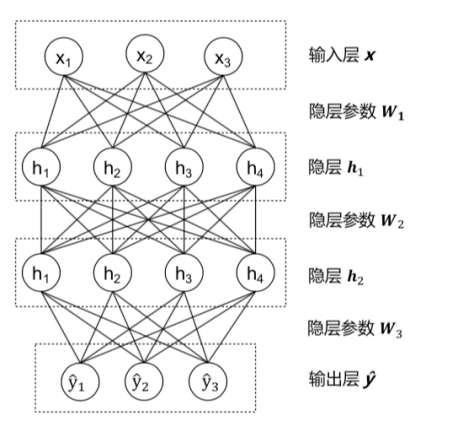 x₁ x₂ x₃ 输入层 x
隐层参数 W₁
h₁ h₂ h₃ h₄ 隐层 h₁
隐层参数 W₂
h₁ h₂ h₃ h₄ 隐层 h₂
隐层参数 W₃
ŷ₁ ŷ₂ ŷ₃ 输出层 ŷ